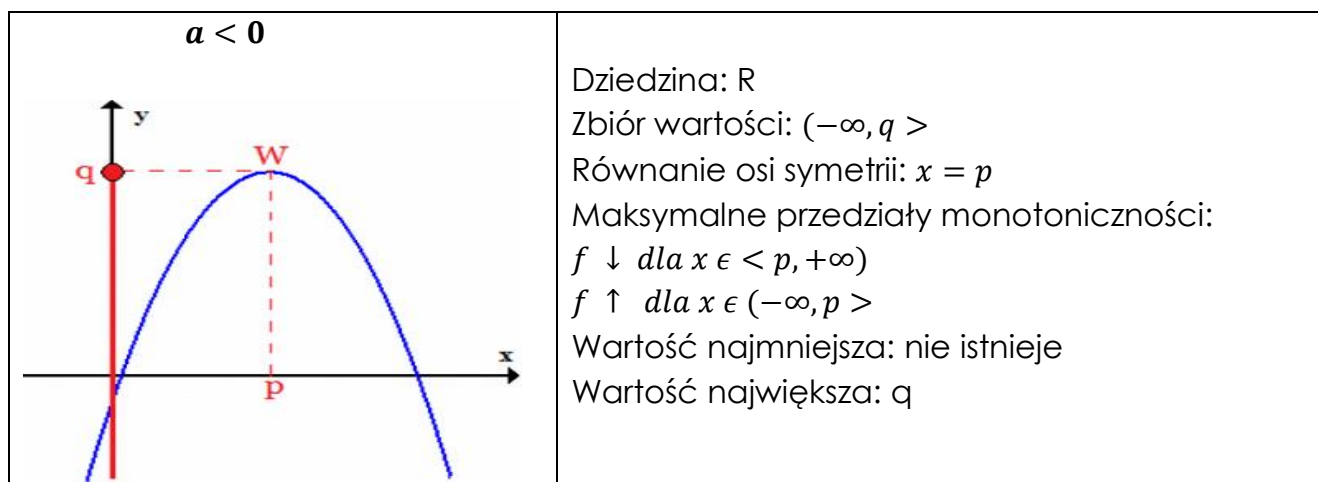 a < 0
y
q
W
x
p
Dziedzina: R
Zbiór wartości: (−∞, q >
Równanie osi symetrii: x = p
Maksymalne przedziały monotoniczności:
f ↓ dla x ϵ < p, +∞)
f ↑ dla x ϵ (−∞, p >
Wartość najmniejsza: nie istnieje
Wartość największa: q